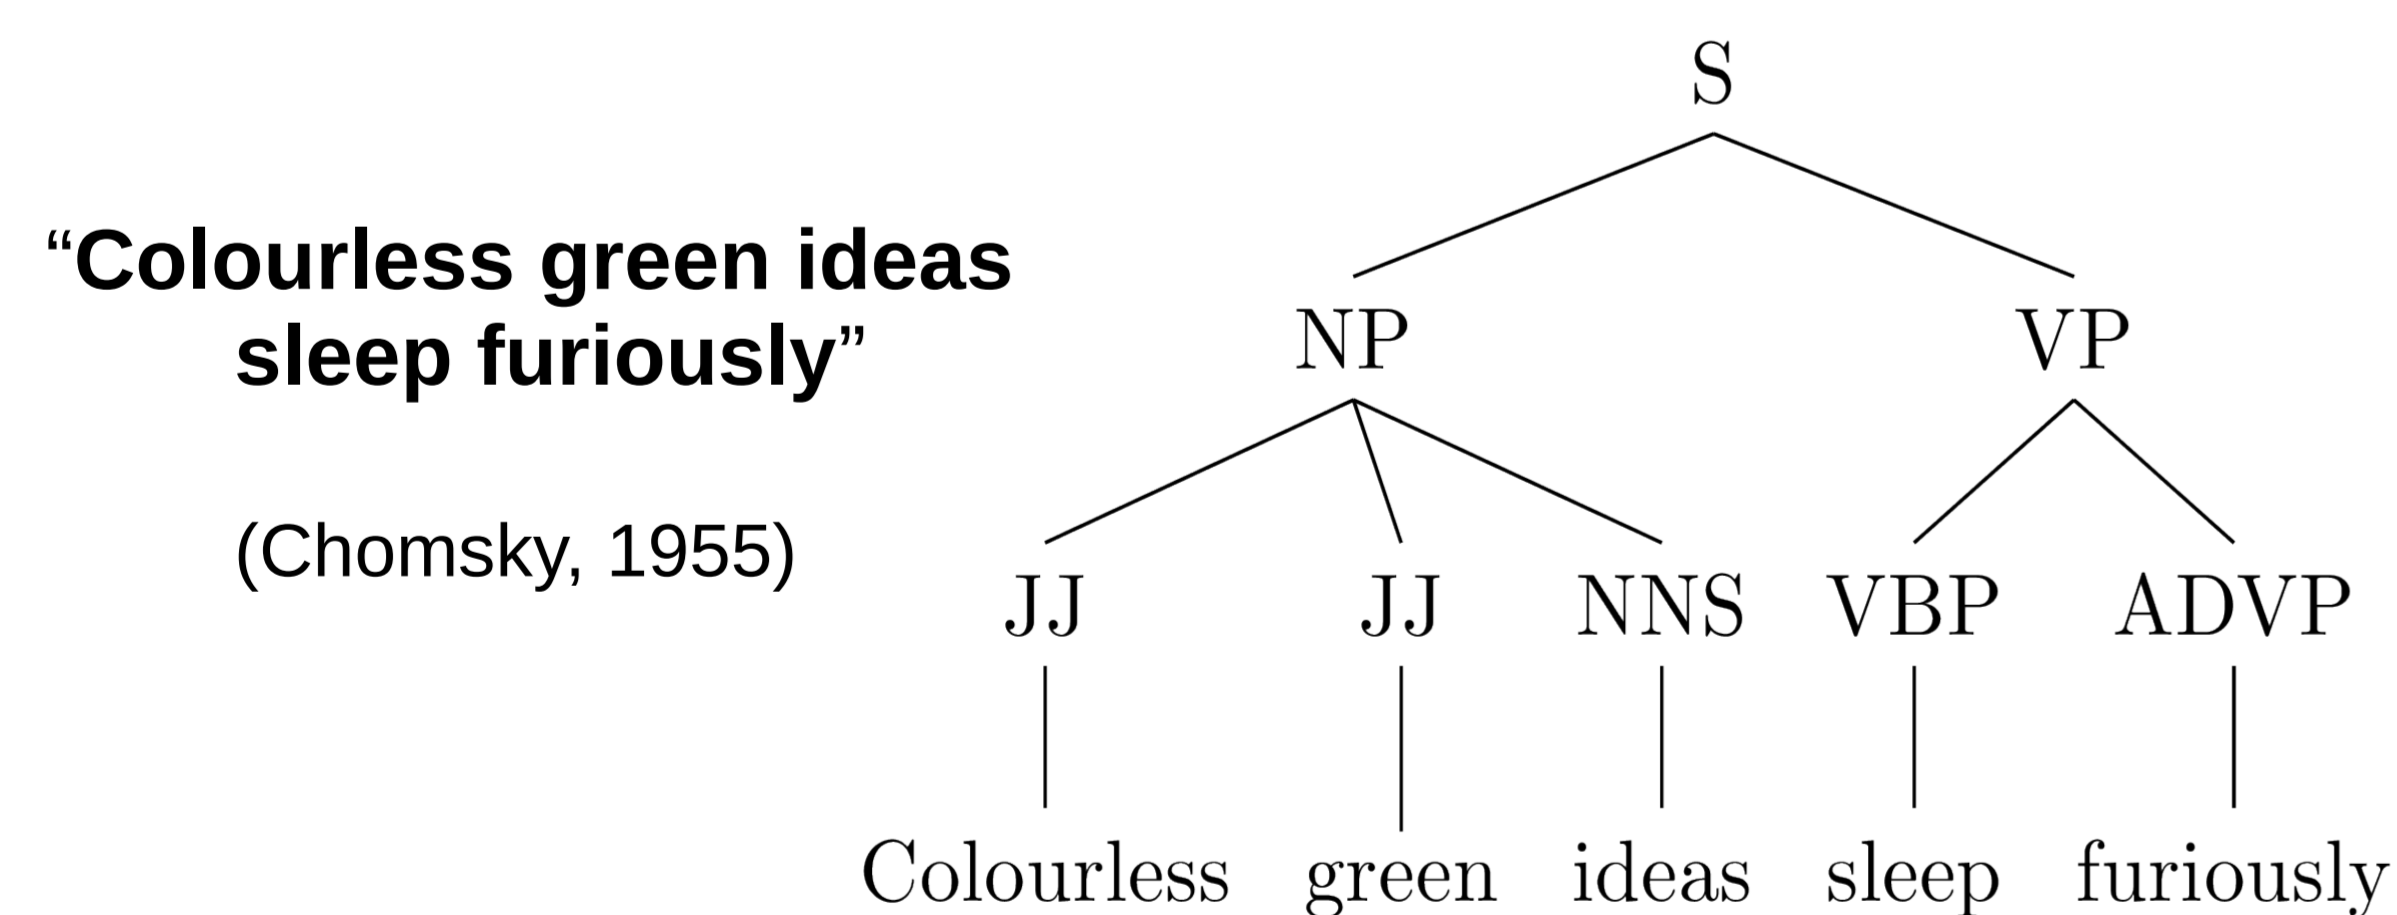 “Colourless green ideas
sleep furiously”
(Chomsky, 1955)
S
NP VP
JJ JJ NNS VBP ADVP
Colourless green ideas sleep furiously